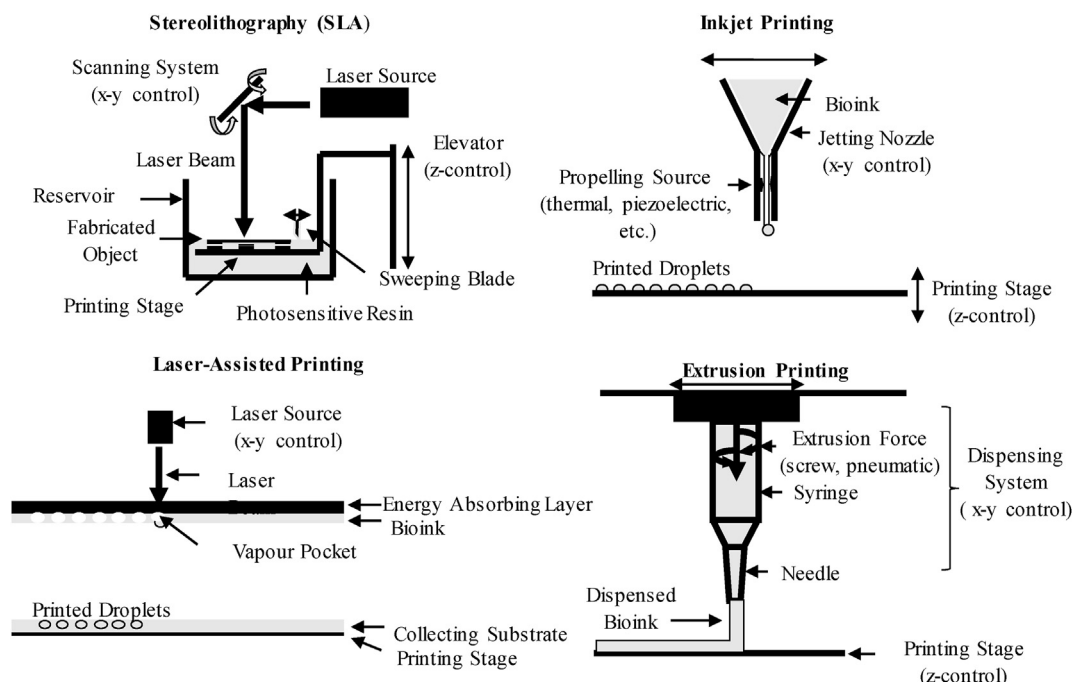 Stereolithography (SLA)
Scanning System
(x-y control)
Laser Source
Laser Beam
Elevator
(z-control)
Reservoir
Fabricated
Object
Printing Stage
Sweeping Blade
Photosensitive Resin
Inkjet Printing
Bioink
Jetting Nozzle
(x-y control)
Propelling Source
(thermal, piezoelectric,
etc.)
Printed Droplets
Printing Stage
(z-control)
Laser-Assisted Printing
Laser Source
(x-y control)
Laser
Energy Absorbing Layer
Bioink
Vapour Pocket
Printed Droplets
Collecting Substrate
Printing Stage
Extrusion Printing
Extrusion Force
(screw, pneumatic)
Syringe
Dispensing
System
( x-y control)
Needle
Dispensed
Bioink
Printing Stage
(z-control)